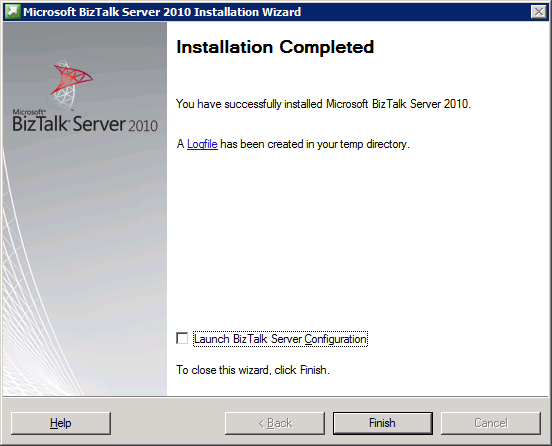 Microsoft BizTalk Server 2010 Installation Wizard
Installation Completed
Microsoft®
BizTalk® Server 2010
You have successfully installed Microsoft BizTalk Server 2010.
A Logfile has been created in your temp directory.
Launch BizTalk Server Configuration
To close this wizard, click Finish.
Help
< Back
Finish
Cancel